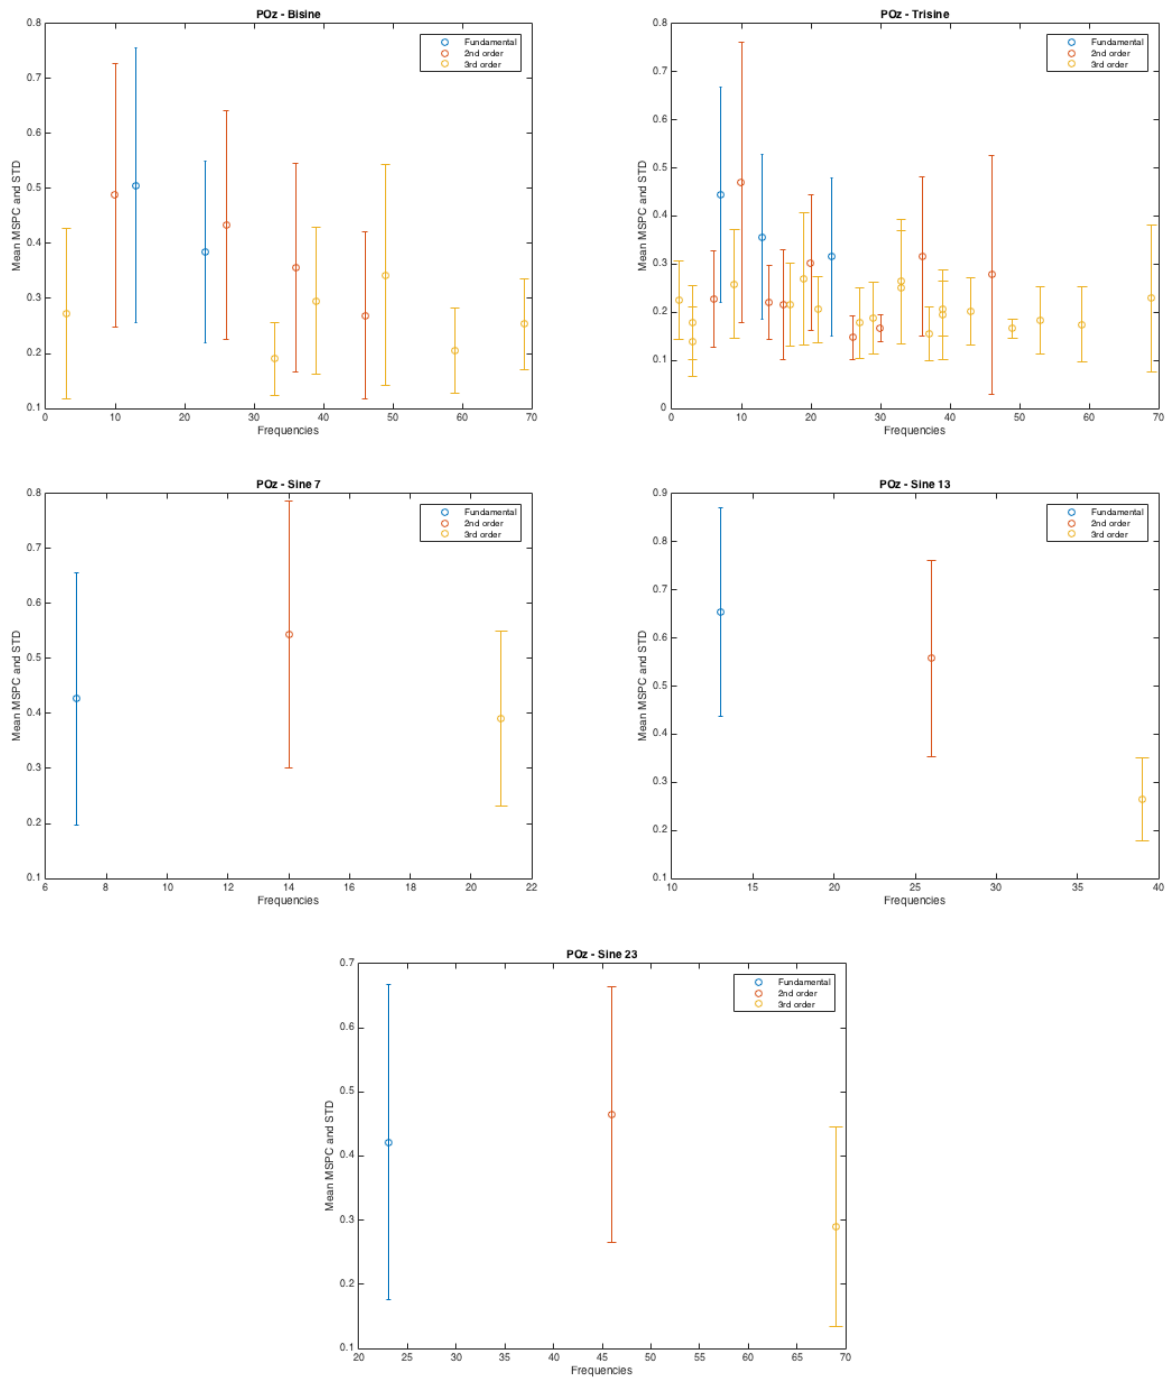 POz - Bisine
Fundamental
2nd order
3rd order
0.8
0.7
0.6
0.5
0.4
0.3
0.2
0.1
Mean MSPC and STD
0 10 20 30 40 50 60 70
Frequencies
POz - Trisine
Fundamental
2nd order
3rd order
0.8
0.7
0.6
0.5
0.4
0.3
0.2
0.1
0
Mean MSPC and STD
0 10 20 30 40 50 60 70
Frequencies
POz - Sine 7
Fundamental
2nd order
3rd order
0.8
0.7
0.6
0.5
0.4
0.3
0.2
0.1
Mean MSPC and STD
6 8 10 12 14 16 18 20 22
Frequencies
POz - Sine 13
Fundamental
2nd order
3rd order
0.9
0.8
0.7
0.6
0.5
0.4
0.3
0.2
0.1
Mean MSPC and STD
10 15 20 25 30 35 40
Frequencies
POz - Sine 23
Fundamental
2nd order
3rd order
0.7
0.6
0.5
0.4
0.3
0.2
0.1
Mean MSPC and STD
20 25 30 35 40 45 50 55 60 65 70
Frequencies